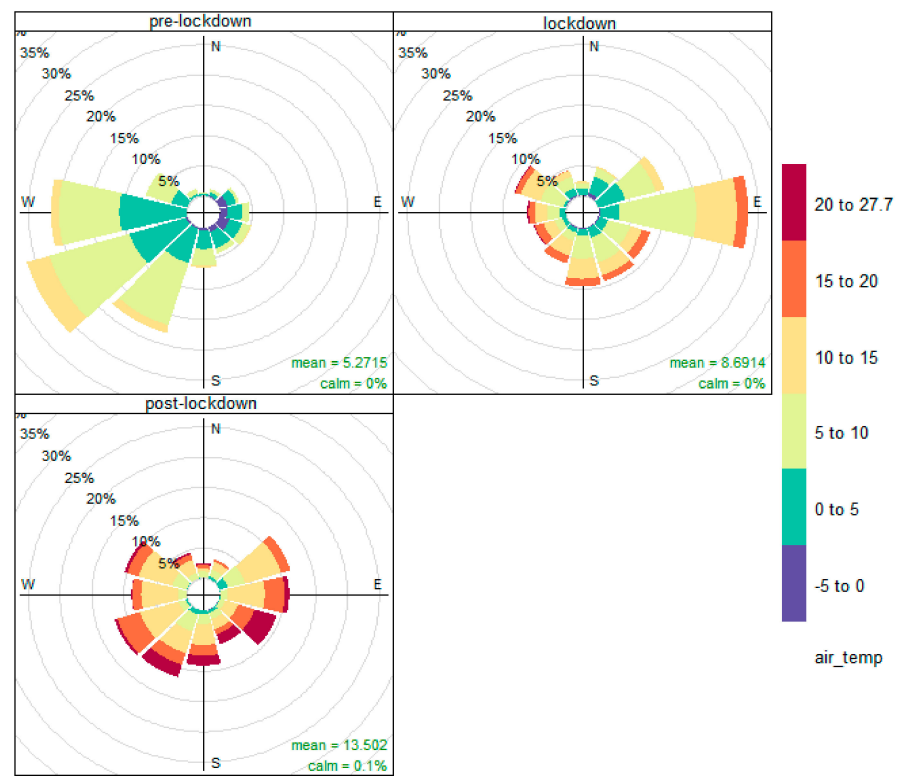 pre-lockdown
lockdown
35%
30%
25%
20%
15%
10%
5%
N
W
E
S
mean = 5.2715
calm = 0%
35%
30%
25%
20%
15%
10%
5%
N
W
E
S
mean = 8.6914
calm = 0%
post-lockdown
35%
30%
25%
20%
15%
10%
5%
N
W
E
S
mean = 13.502
calm = 0.1%
20 to 27.7
15 to 20
10 to 15
5 to 10
0 to 5
-5 to 0
air_temp